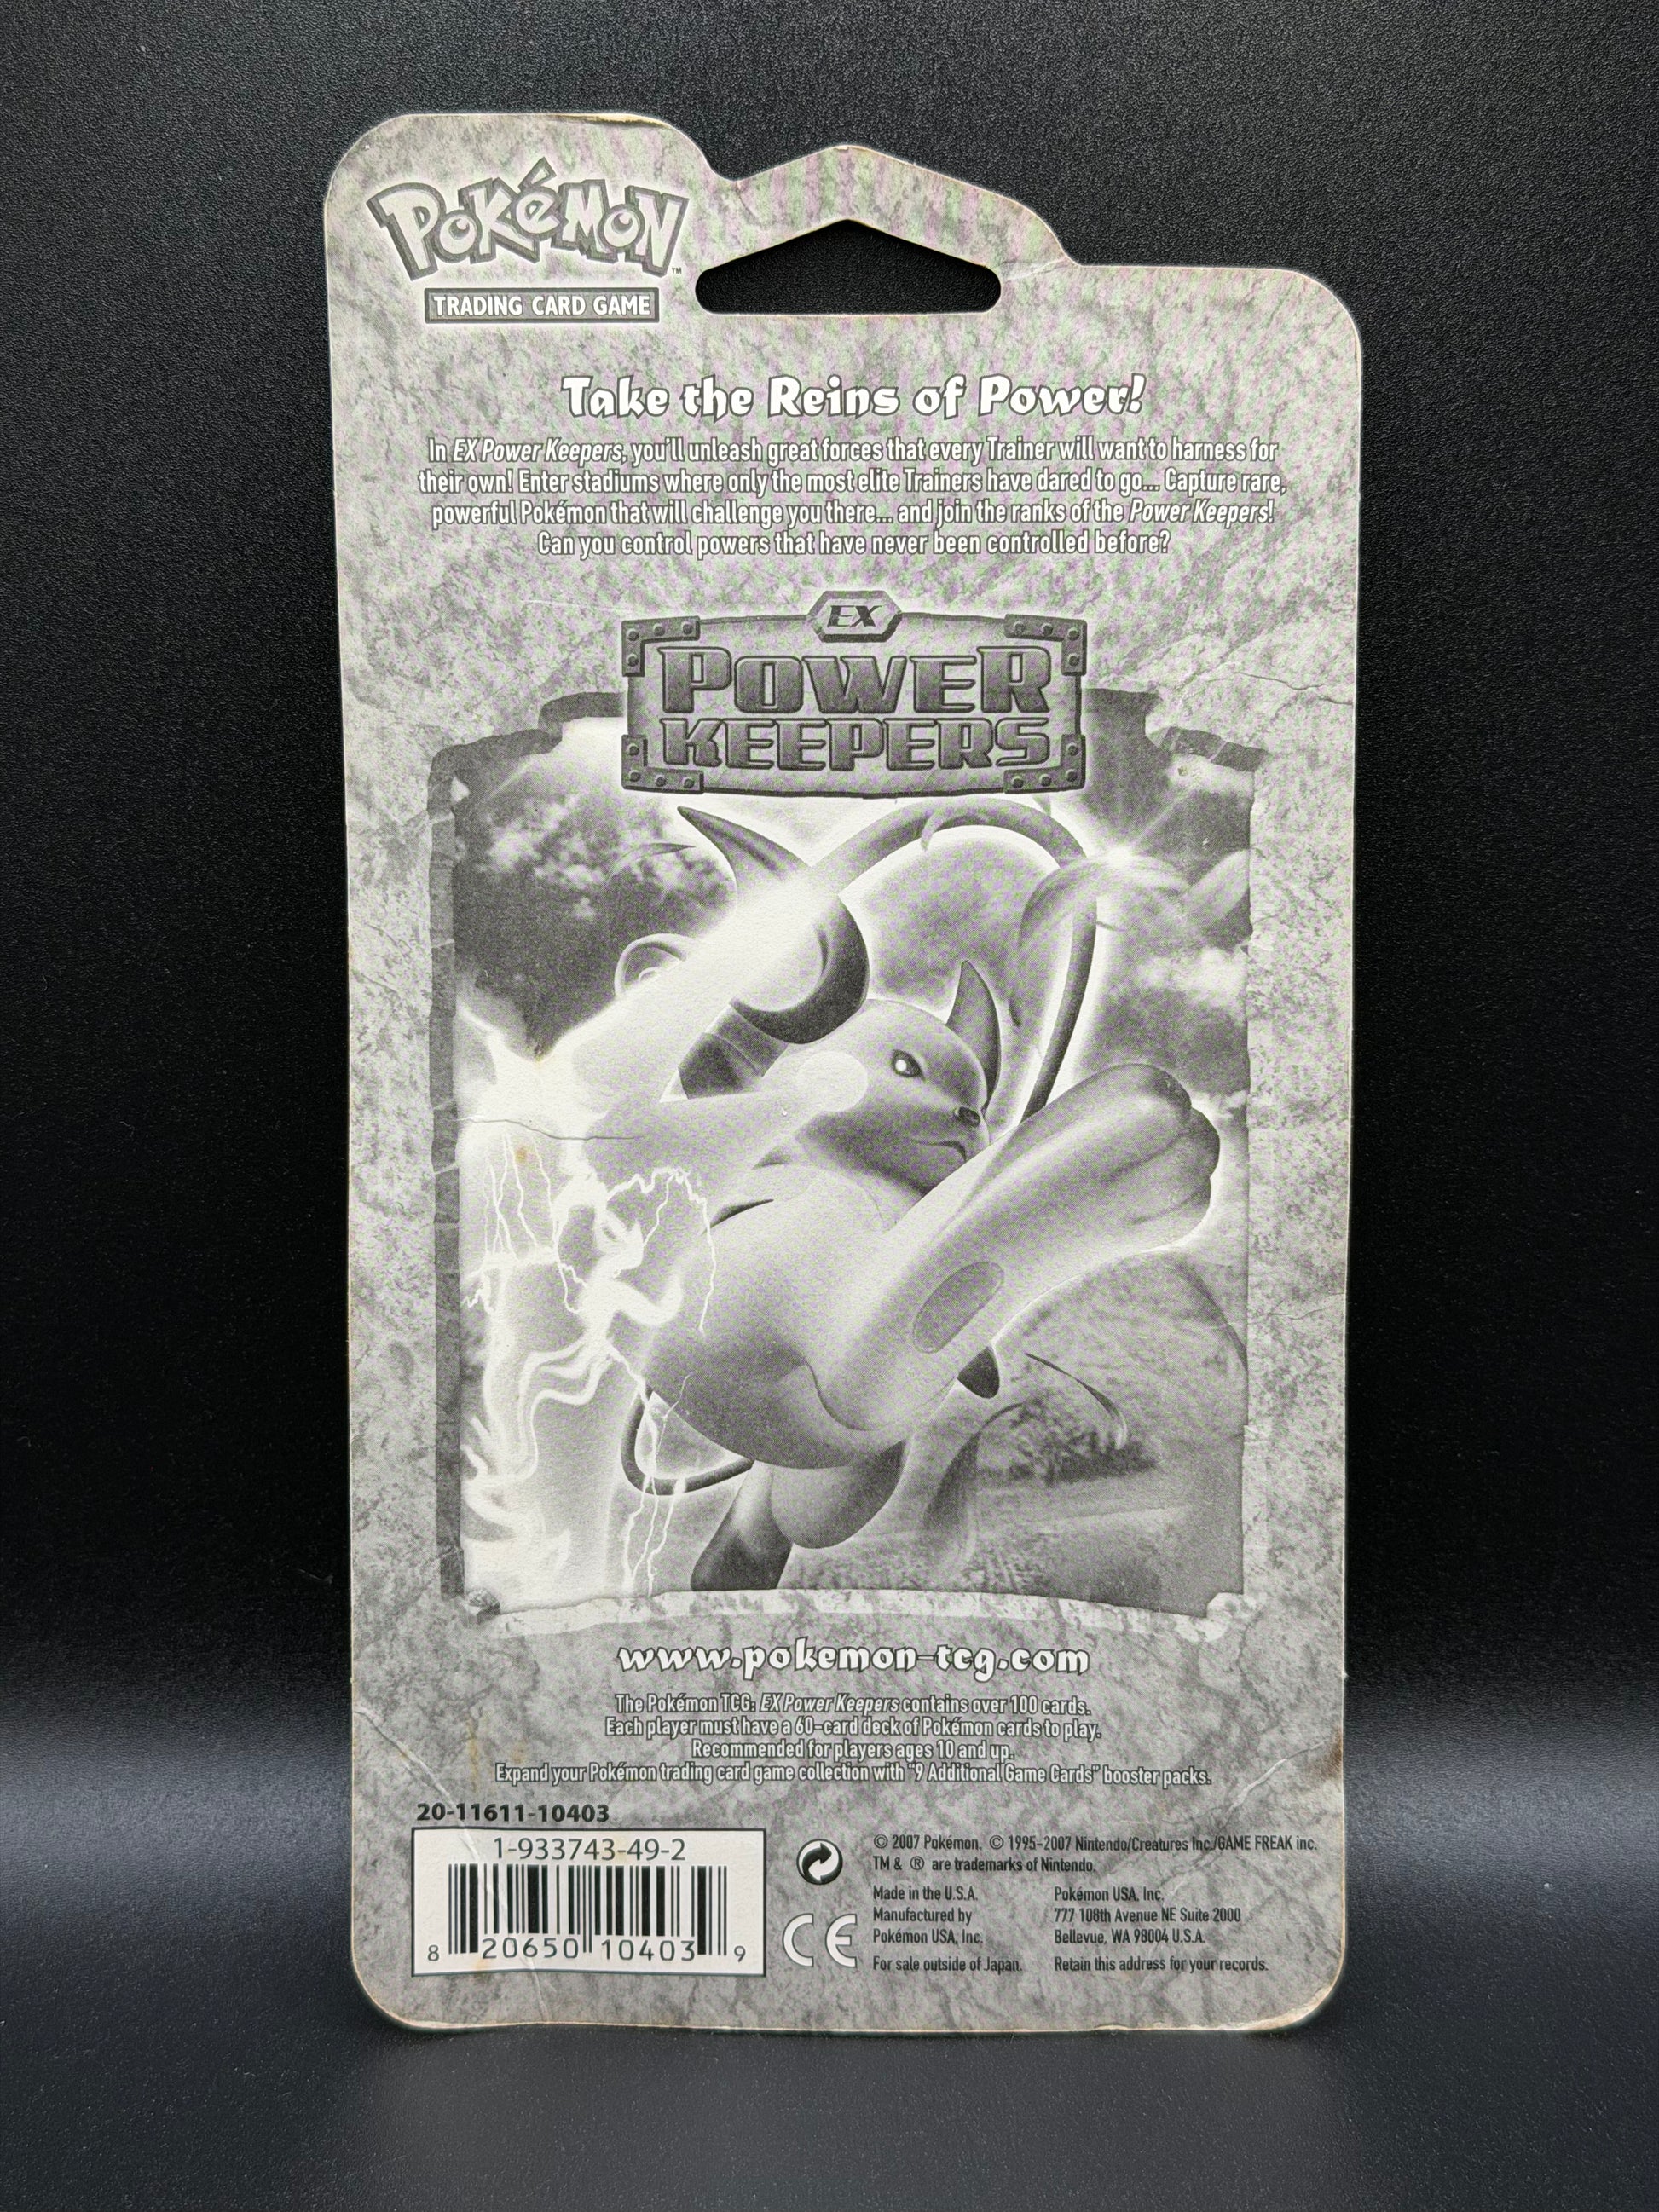 POKéMON™
TRADING CARD GAME
Take the Reins of Power!
In EX Power Keepers, you'll unleash great forces that every Trainer will want to harness for
their own! Enter stadiums where only the most elite Trainers have dared to go... Capture rare,
powerful Pokémon that will challenge you there... and join the ranks of the Power Keepers!
Can you control powers that have never been controlled before?
EX
POWER
KEEPERS
www.pokemon-tcg.com
The Pokémon TCG: EX Power Keepers contains over 100 cards.
Each player must have a 60-card deck of Pokémon cards to play.
Recommended for players ages 10 and up.
Expand your Pokémon trading card game collection with "9 Additional Game Cards" booster packs.
20-11611-10403
1-933743-49-2
8 20650 10403 9
CE
© 2007 Pokémon. © 1995-2007 Nintendo/Creatures Inc./GAME FREAK inc.
TM & ® are trademarks of Nintendo.
Made in the U.S.A.
Manufactured by
Pokémon USA, Inc.
For sale outside of Japan.
Pokémon USA, Inc.
777 108th Avenue NE Suite 2000
Bellevue, WA 98004 U.S.A.
Retain this address for your records.